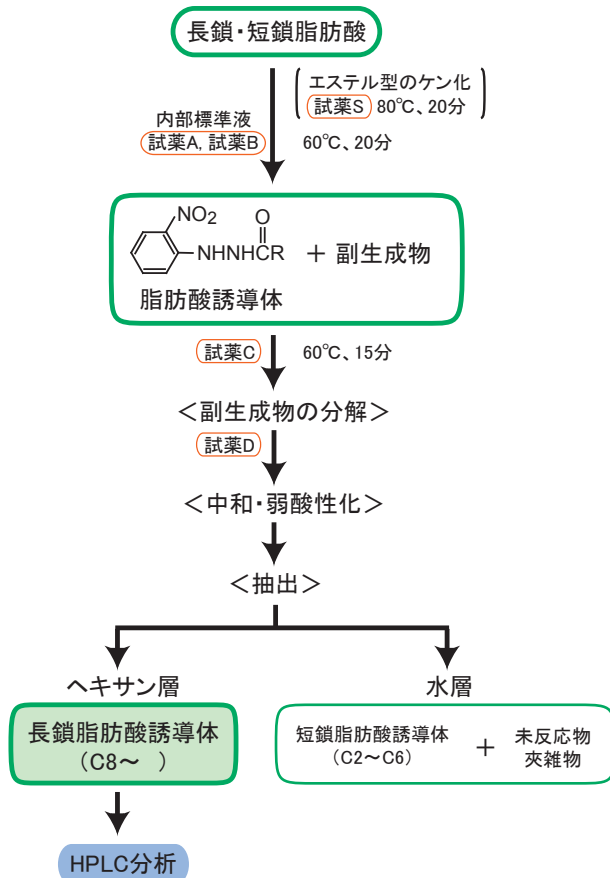 長鎖・短鎖脂肪酸
エステル型のケン化
試薬S 80℃、20分
内部標準液
試薬A, 試薬B 60℃、20分
NO2
O
NHNHCR + 副生成物
脂肪酸誘導体
試薬C 60℃、15分
<副生成物の分解>
試薬D
<中和・弱酸性化>
<抽出>
ヘキサン層
長鎖脂肪酸誘導体
(C8～ )
HPLC分析
水層
短鎖脂肪酸誘導体
(C2～C6)
+
未反応物
夾雑物